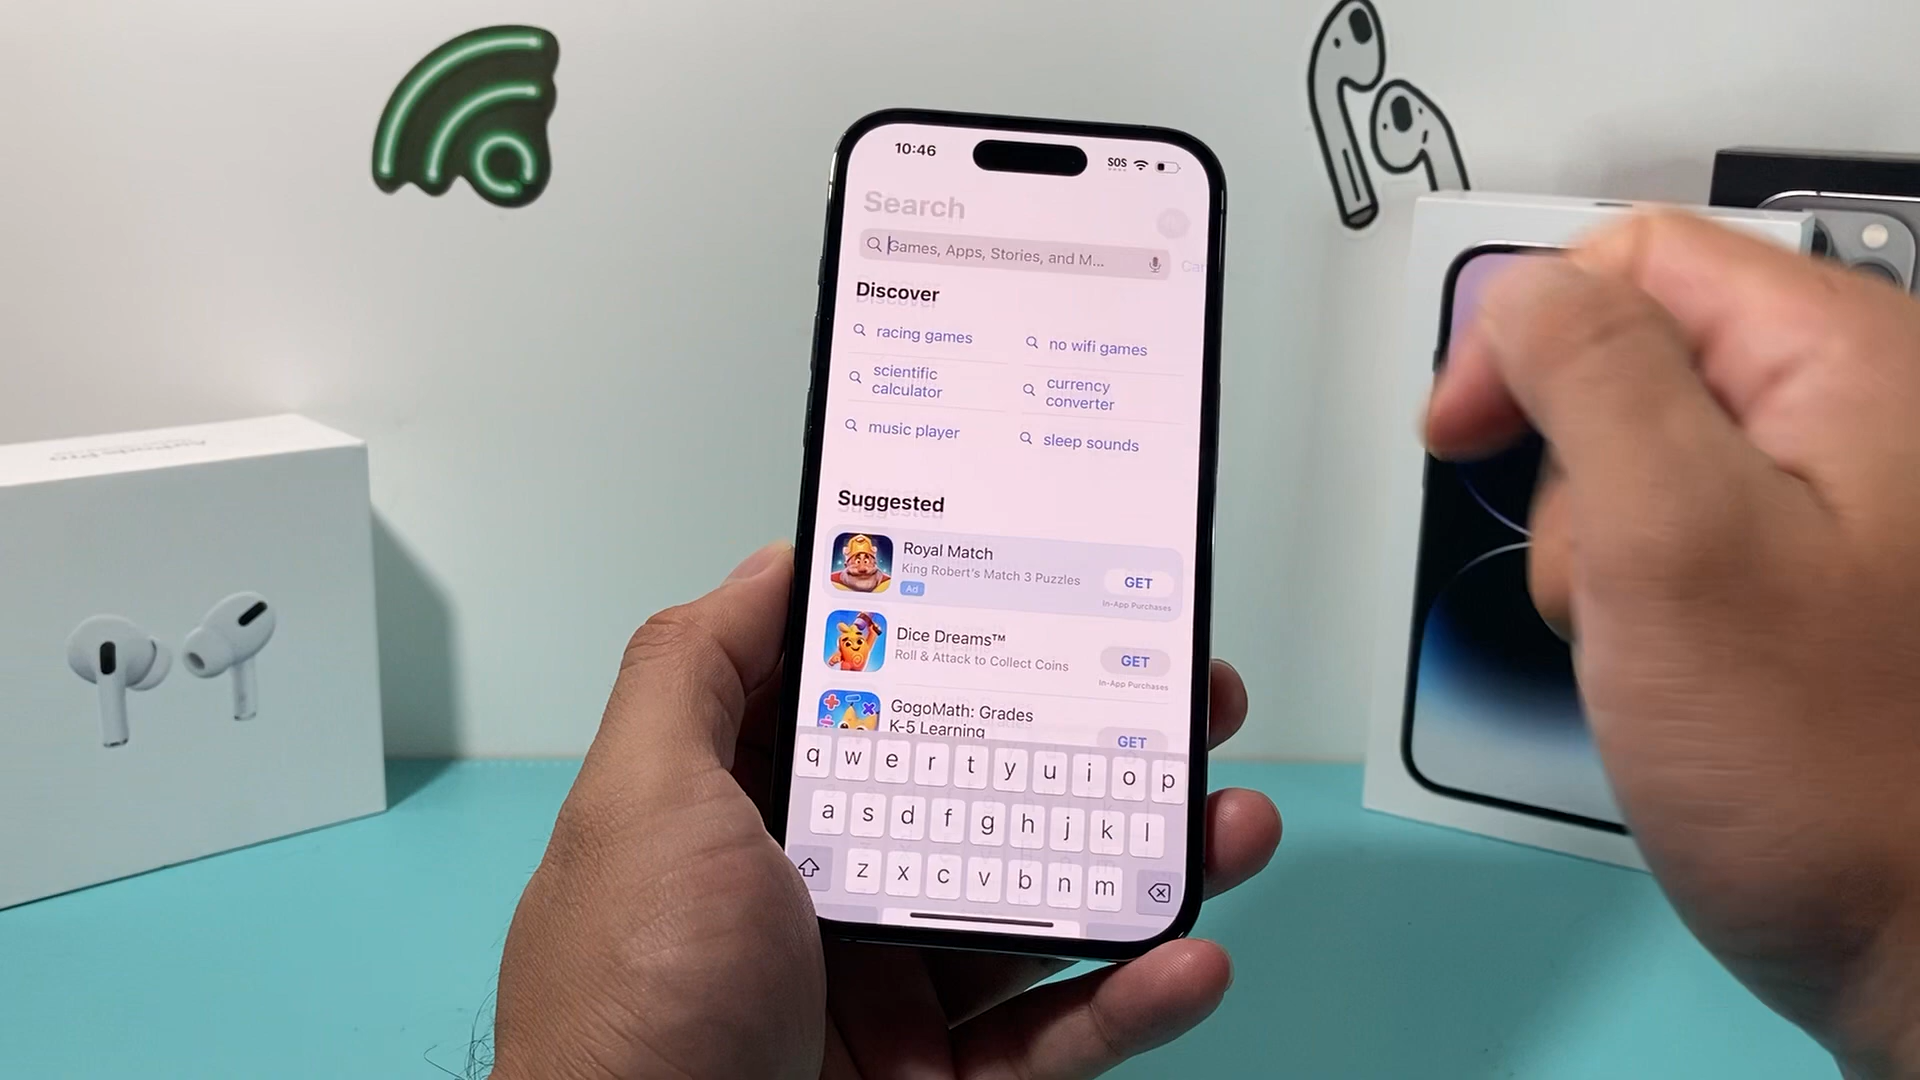 10:46
SOS
Search
Games, Apps, Stories, and M...
Discover
racing games
no wifi games
scientific
calculator
currency
converter
music player
sleep sounds
Suggested
Royal Match
King Robert's Match 3 Puzzles
Ad
GET
In-App Purchases
Dice Dreams™
Roll & Attack to Collect Coins
GET
In-App Purchases
GogoMath: Grades
K-5 Learning
GET
q w e r t y u i o p
a s d f g h j k l
z x c v b n m
AirPods Pro